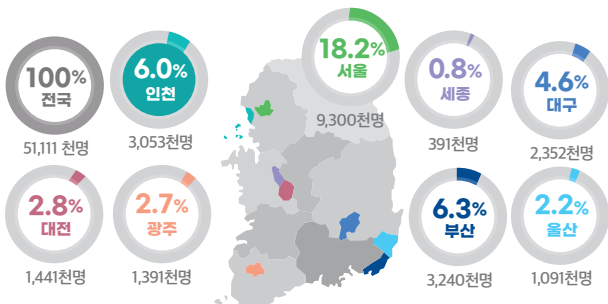 100%
전국
51,111 천명
6.0%
인천
3,053천명
18.2%
서울
9,300천명
0.8%
세종
391천명
4.6%
대구
2,352천명
2.8%
대전
1,441천명
2.7%
광주
1,391천명
6.3%
부산
3,240천명
2.2%
울산
1,091천명